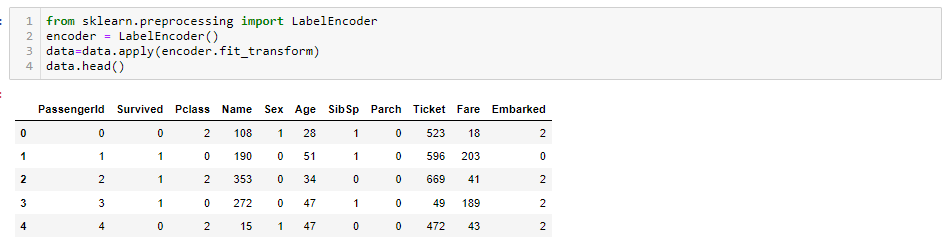 1 from sklearn.preprocessing import LabelEncoder
2 encoder = LabelEncoder()
3 data=data.apply(encoder.fit_transform)
4 data.head()
PassengerId Survived Pclass Name Sex Age SibSp Parch Ticket Fare Embarked
0 0 0 2 108 1 28 1 0 523 18 2
1 1 1 0 190 0 51 1 0 596 203 0
2 2 1 2 353 0 34 0 0 669 41 2
3 3 1 0 272 0 47 1 0 49 189 2
4 4 0 2 15 1 47 0 0 472 43 2